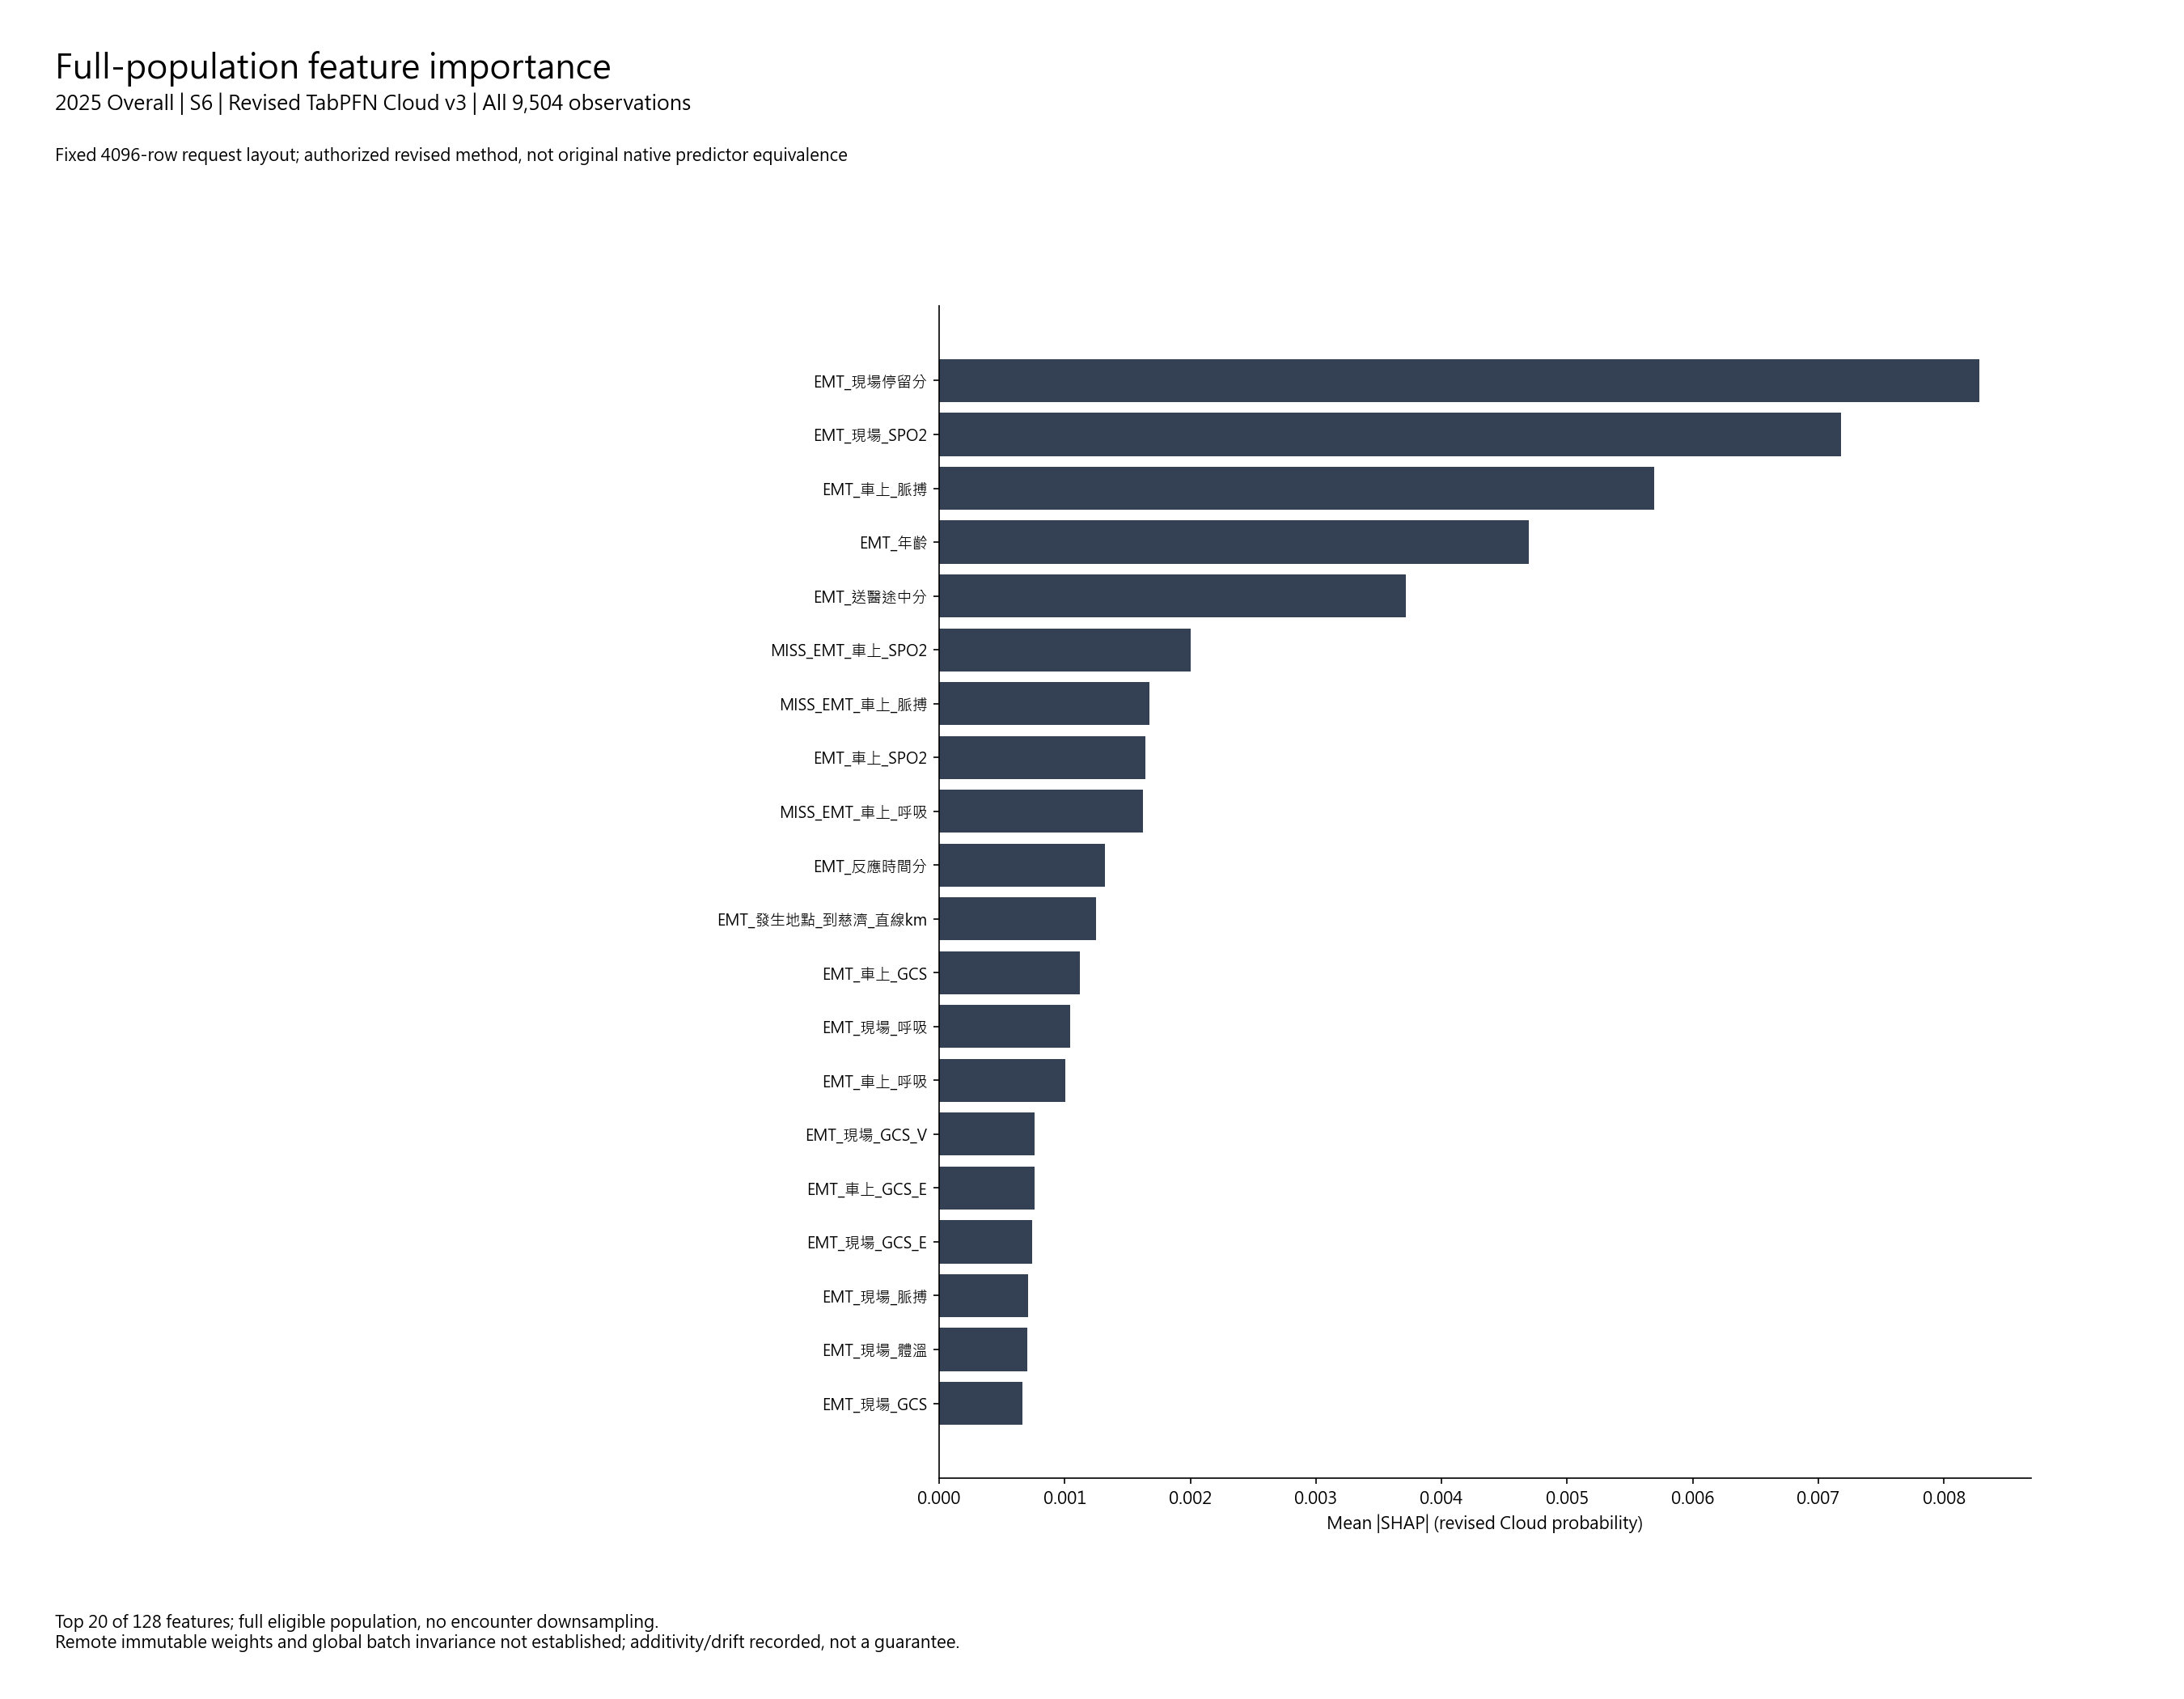 Full-population feature importance
2025 Overall | S6 | Revised TabPFN Cloud v3 | All 9,504 observations
Fixed 4096-row request layout; authorized revised method, not original native predictor equivalence
EMT_現場停留分
EMT_現場_SPO2
EMT_車上_脈搏
EMT_年齡
EMT_送醫途中分
MISS_EMT_車上_SPO2
MISS_EMT_車上_脈搏
EMT_車上_SPO2
MISS_EMT_車上_呼吸
EMT_反應時間分
EMT_發生地點_到慈濟_直線km
EMT_車上_GCS
EMT_現場_呼吸
EMT_車上_呼吸
EMT_現場_GCS_V
EMT_車上_GCS_E
EMT_現場_GCS_E
EMT_現場_脈搏
EMT_現場_體溫
EMT_現場_GCS
0.000 0.001 0.002 0.003 0.004 0.005 0.006 0.007 0.008
Mean |SHAP| (revised Cloud probability)
Top 20 of 128 features; full eligible population, no encounter downsampling.
Remote immutable weights and global batch invariance not established; additivity/drift recorded, not a guarantee.